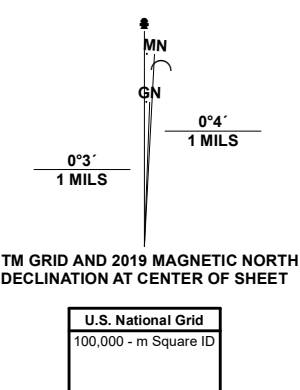 MN
GN
0°4´
1 MILS
0°3´
1 MILS
TM GRID AND 2019 MAGNETIC NORTH
DECLINATION AT CENTER OF SHEET
U.S. National Grid
100,000 - m Square ID